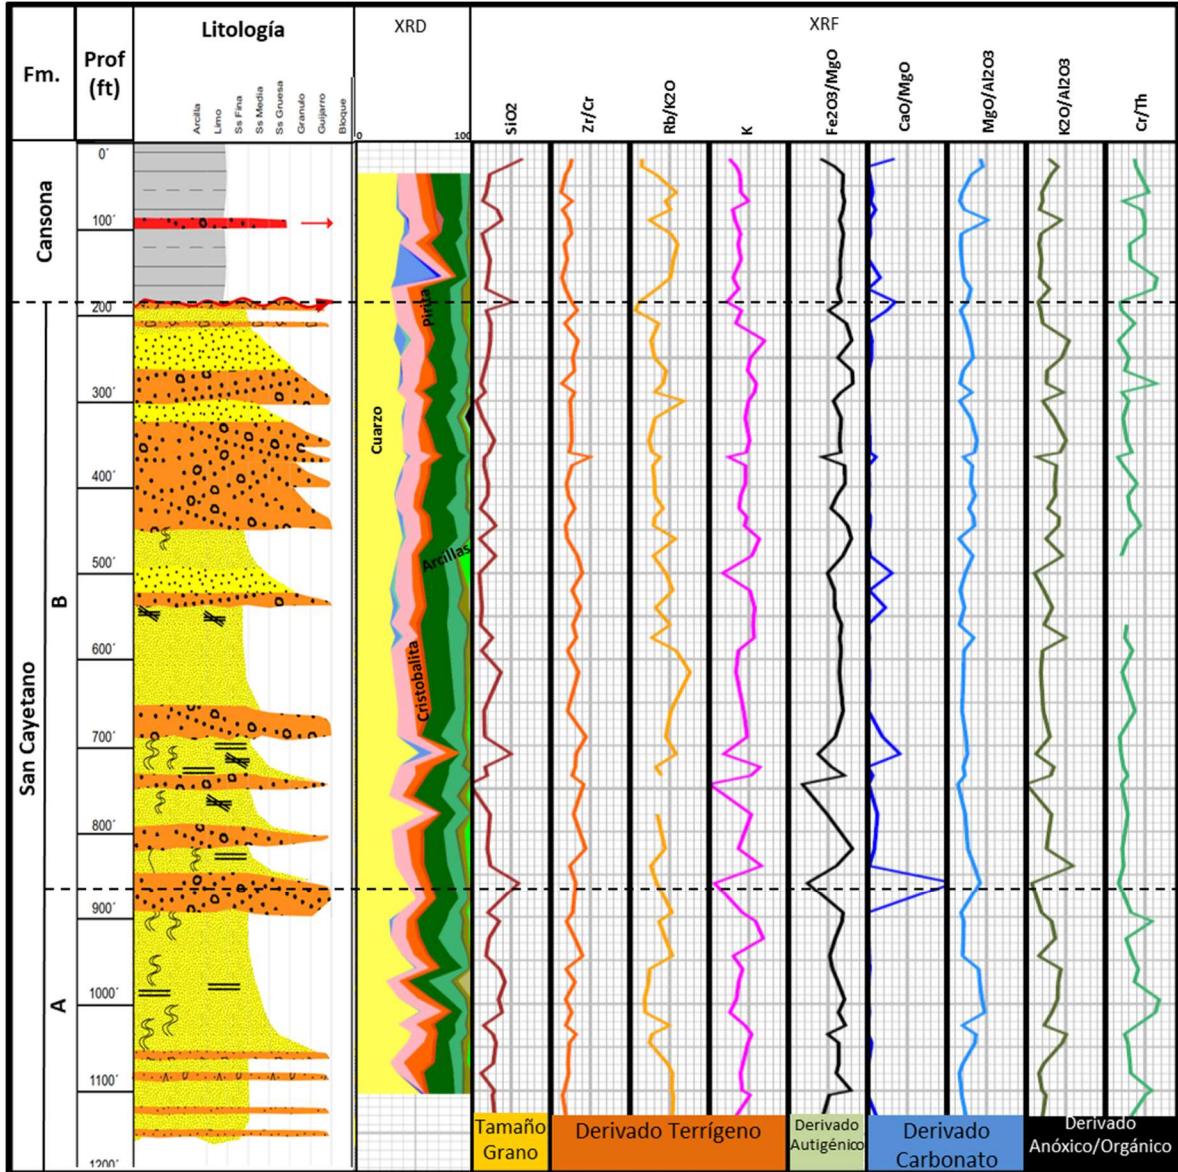 Litología
XRD
XRF
Fm.
Prof
(ft)
Arcilla
Limo
Ss Fina
Ss Media
Ss Gruesa
Granulo
Guijarro
Bloque
0
100
SiO2
Zr/Cr
Rb/K2O
K
Fe2O3/MgO
CaO/MgO
MgO/Al2O3
K2O/Al2O3
Cr/Th
Cansona
San Cayetano
B
A
0´
100´
200´
300´
400´
500´
600´
700´
800´
900´
1000´
1100´
1200´
Cuarzo
Pirita
Arcillas
Cristobalita
Tamaño
Grano
Derivado Terrígeno
Derivado
Autigénico
Derivado
Carbonato
Derivado
Anóxico/Orgánico